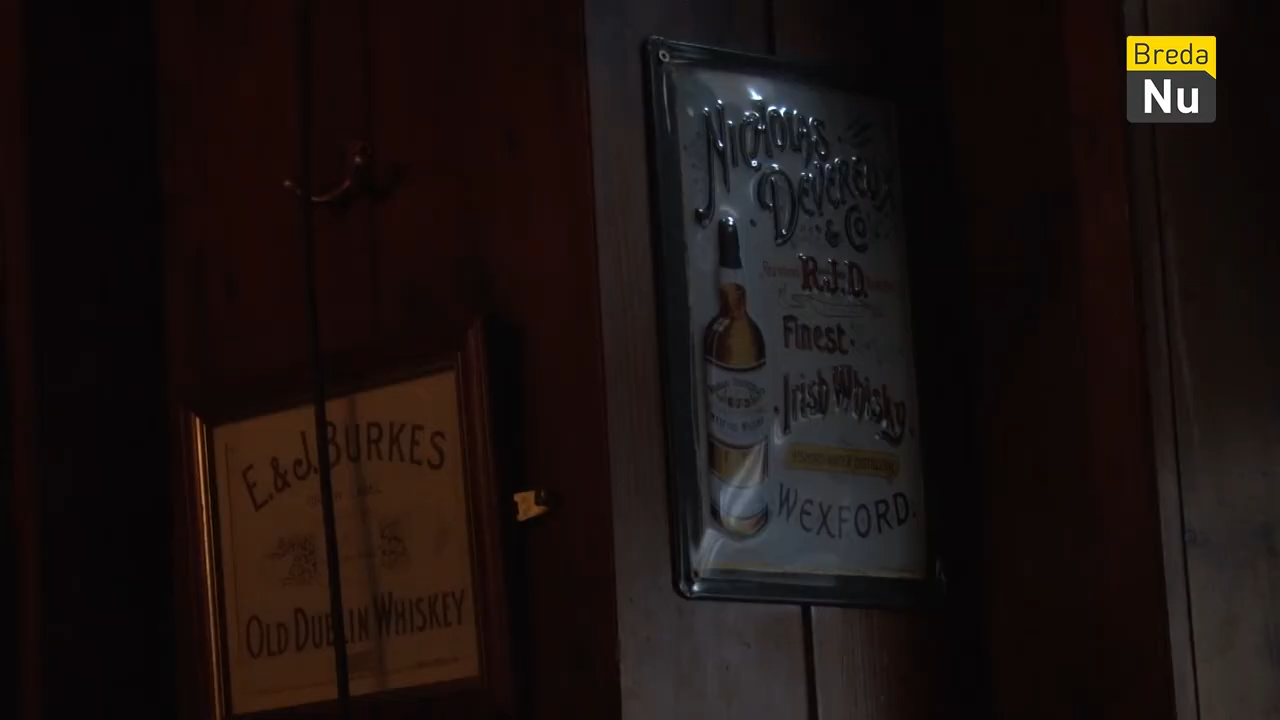 Breda
Nu
Nicholas
Devereux
& Co
R.J.D.
Finest
Irish Whisky.
WEXFORD.
E. & J. BURKES
OLD DUBLIN WHISKEY